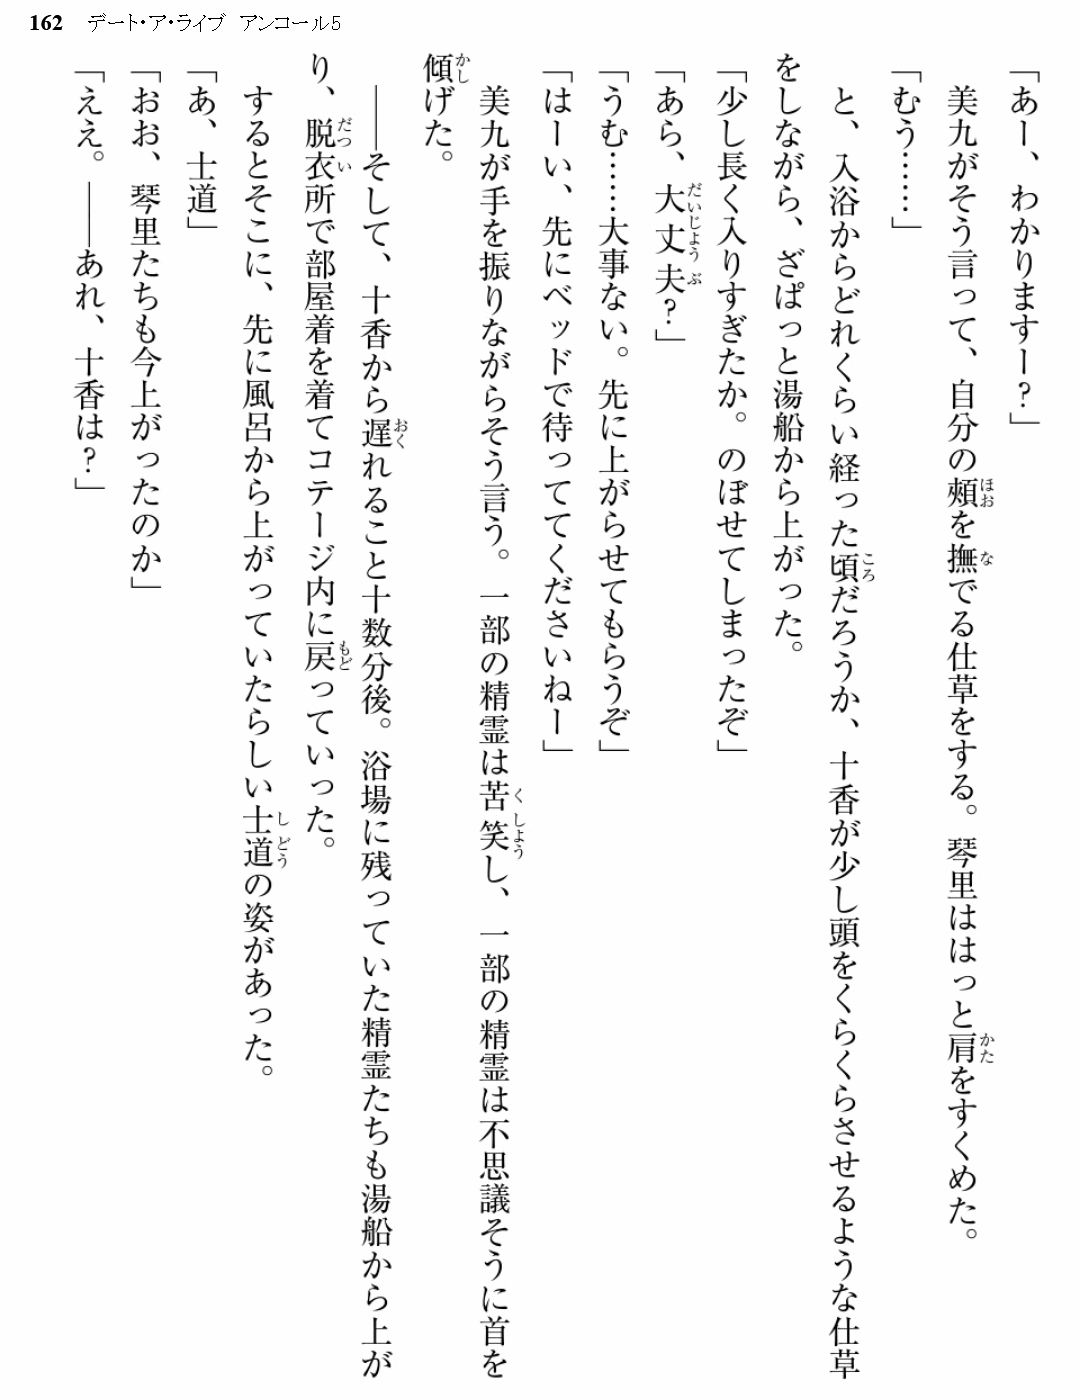 162 デート・ア・ライブ アンコール5
「あー、わかりますー？」
美九がそう言って、自分の頬を撫でる仕草をする。琴里ははっと肩をすくめた。
「むう……」
と、入浴からどれくらい経った頃だろうか、十香が少し頭をくらくらさせるような仕草
をしながら、ざぱっと湯船から上がった。
「少し長く入りすぎたか。のぼせてしまったぞ」
「あら、大丈夫？」
「うむ……大事ない。先に上がらせてもらうぞ」
「はーい、先にベッドで待っててくださいねー」
美九が手を振りながらそう言う。一部の精霊は苦笑し、一部の精霊は不思議そうに首を
傾げた。
――そして、十香から遅れること十数分後。浴場に残っていた精霊たちも湯船から上が
り、脱衣所で部屋着を着てコテージ内に戻っていった。
するとそこに、先に風呂から上がっていたらしい士道の姿があった。
「あ、士道」
「おお、琴里たちも今上がったのか」
「ええ。――あれ、十香は？」